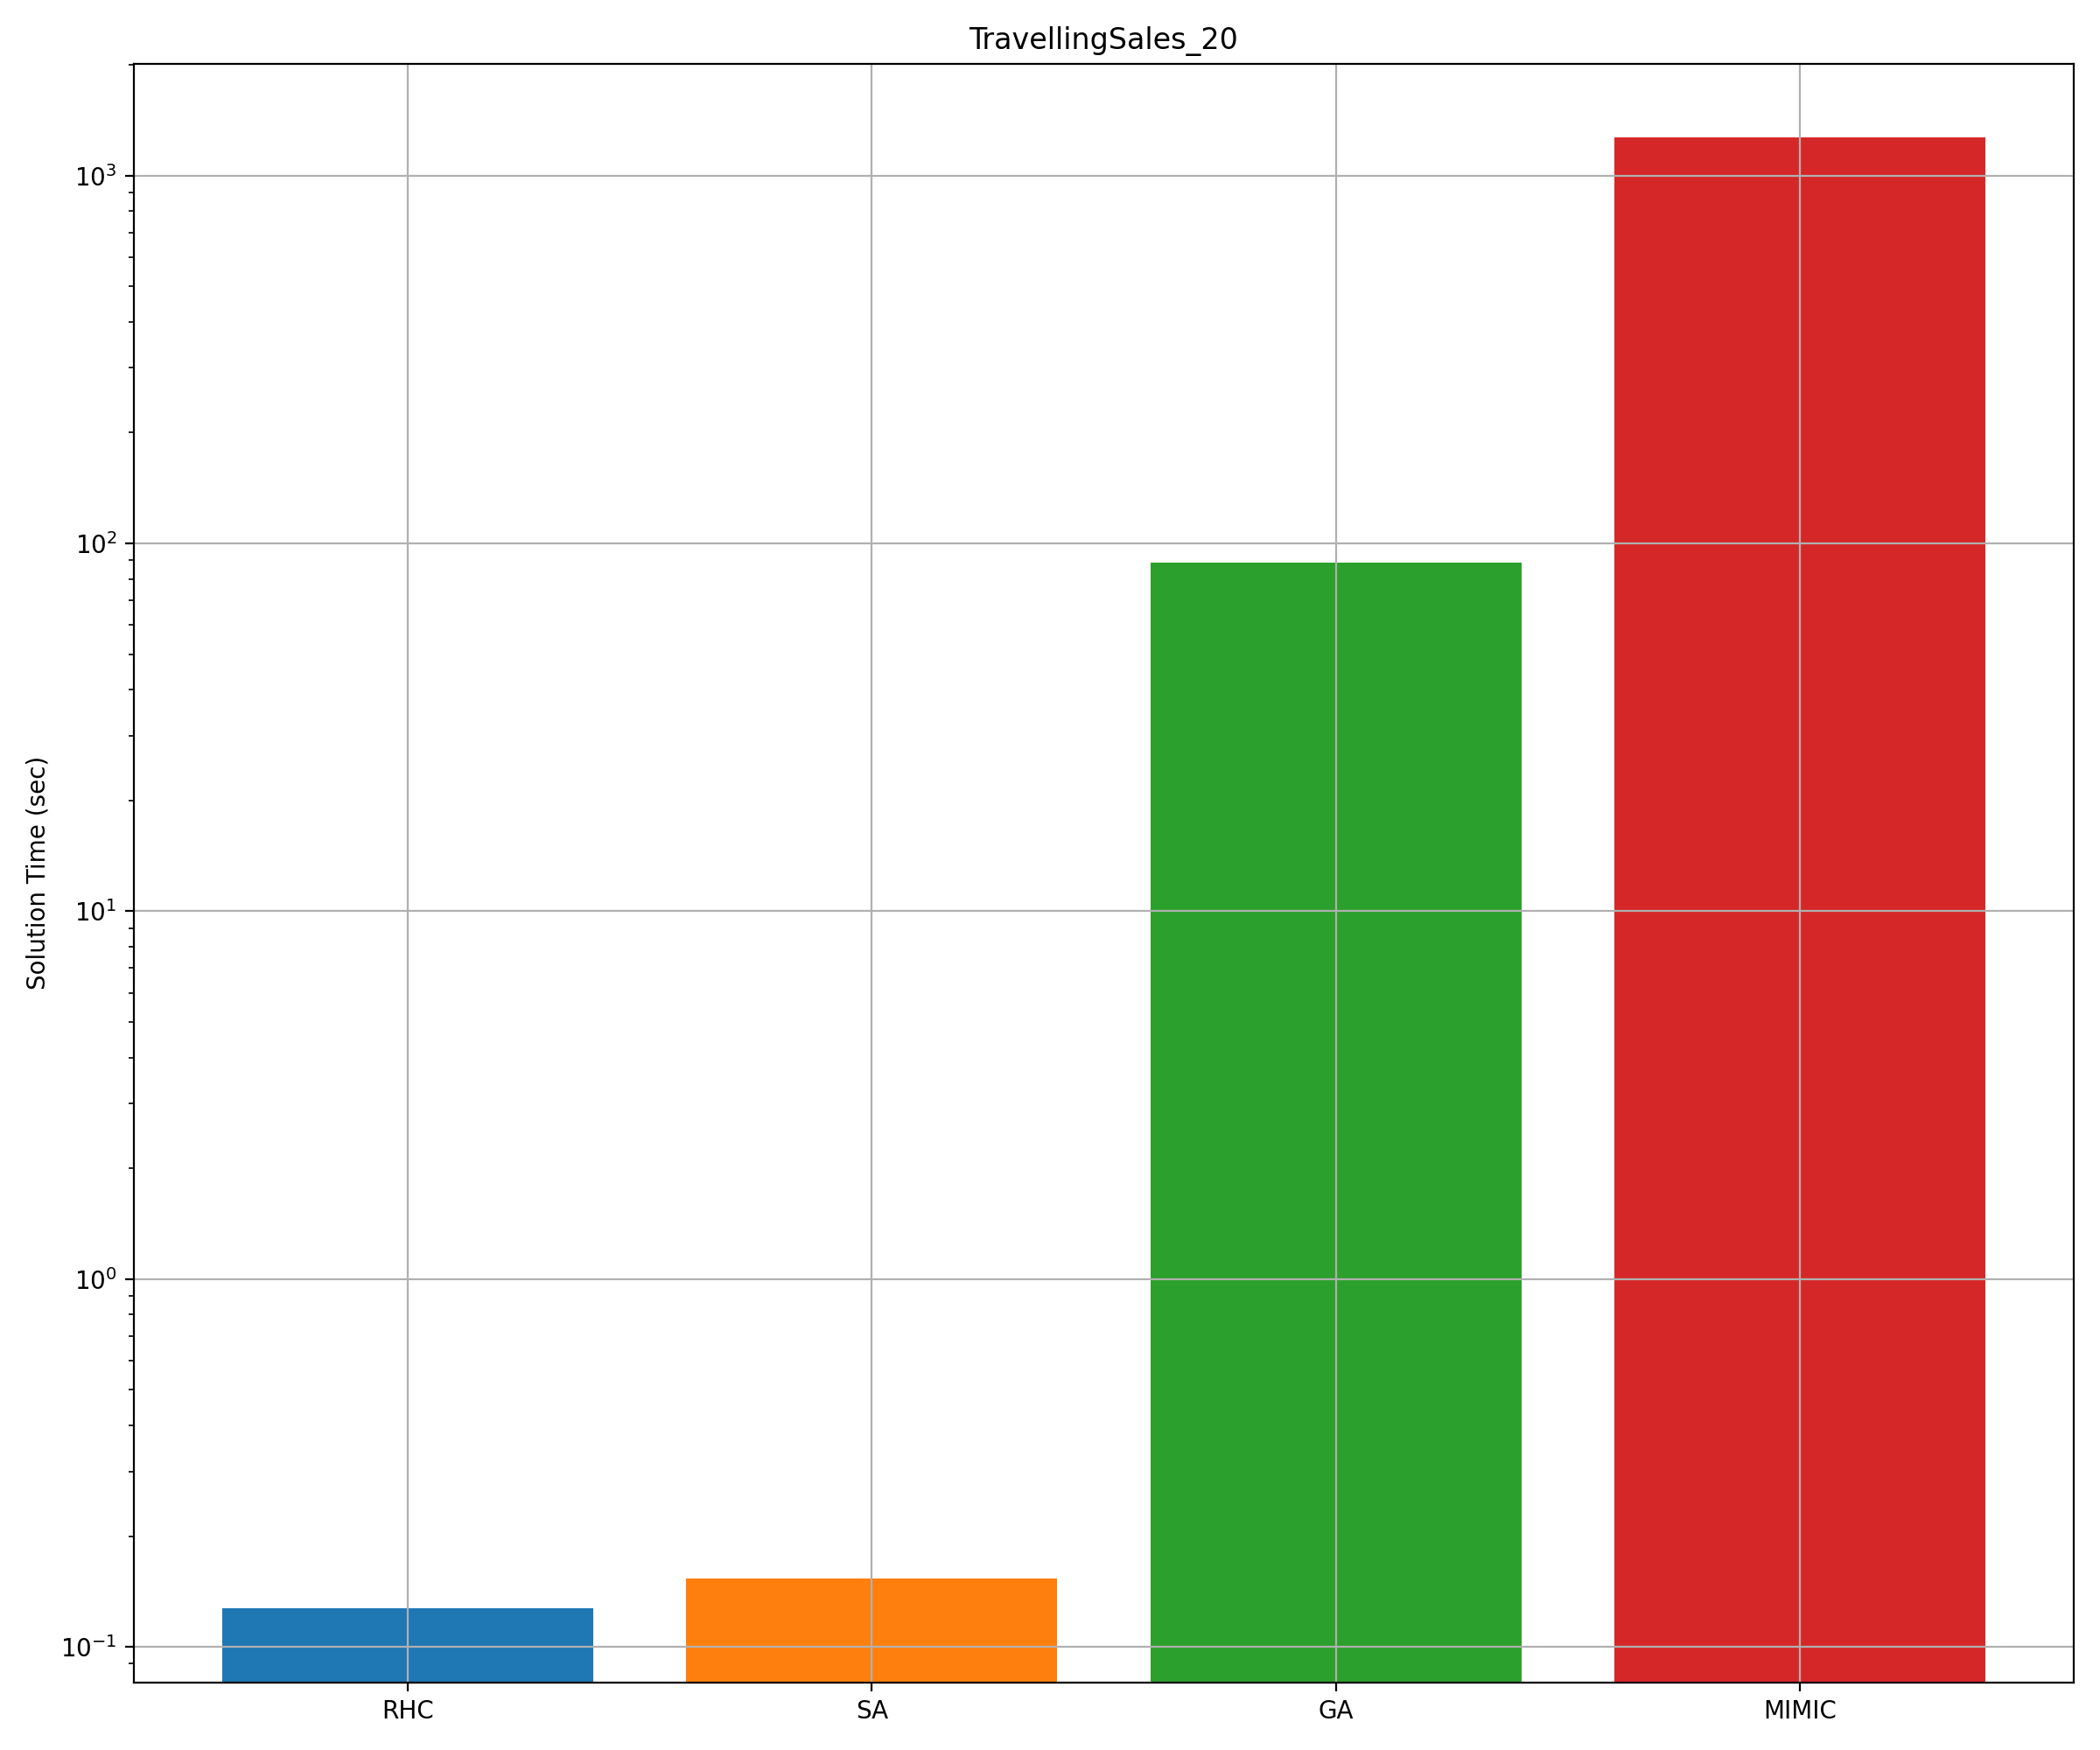 TravellingSales_20
Solution Time (sec)
10³
10²
10¹
10⁰
10⁻¹
RHC SA GA MIMIC